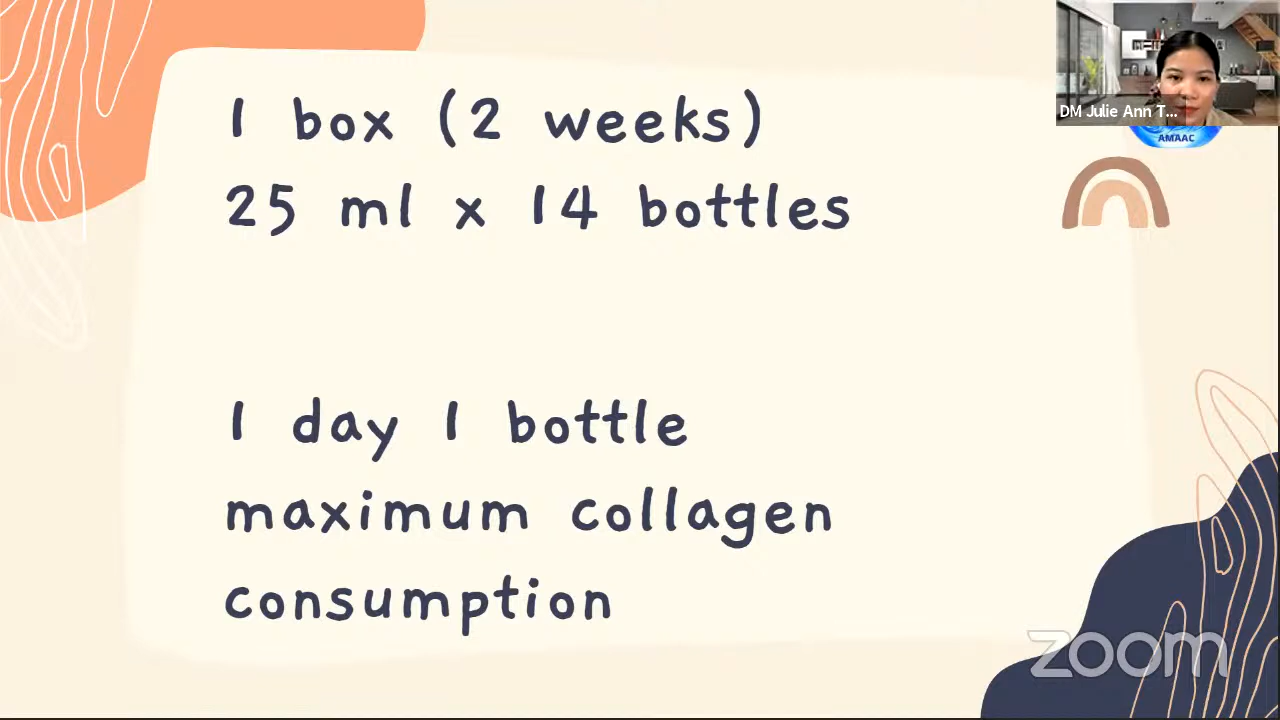 1 box (2 weeks)
25 ml x 14 bottles
1 day 1 bottle
maximum collagen
consumption
DM Julie Ann T...
AMAAC
zoom